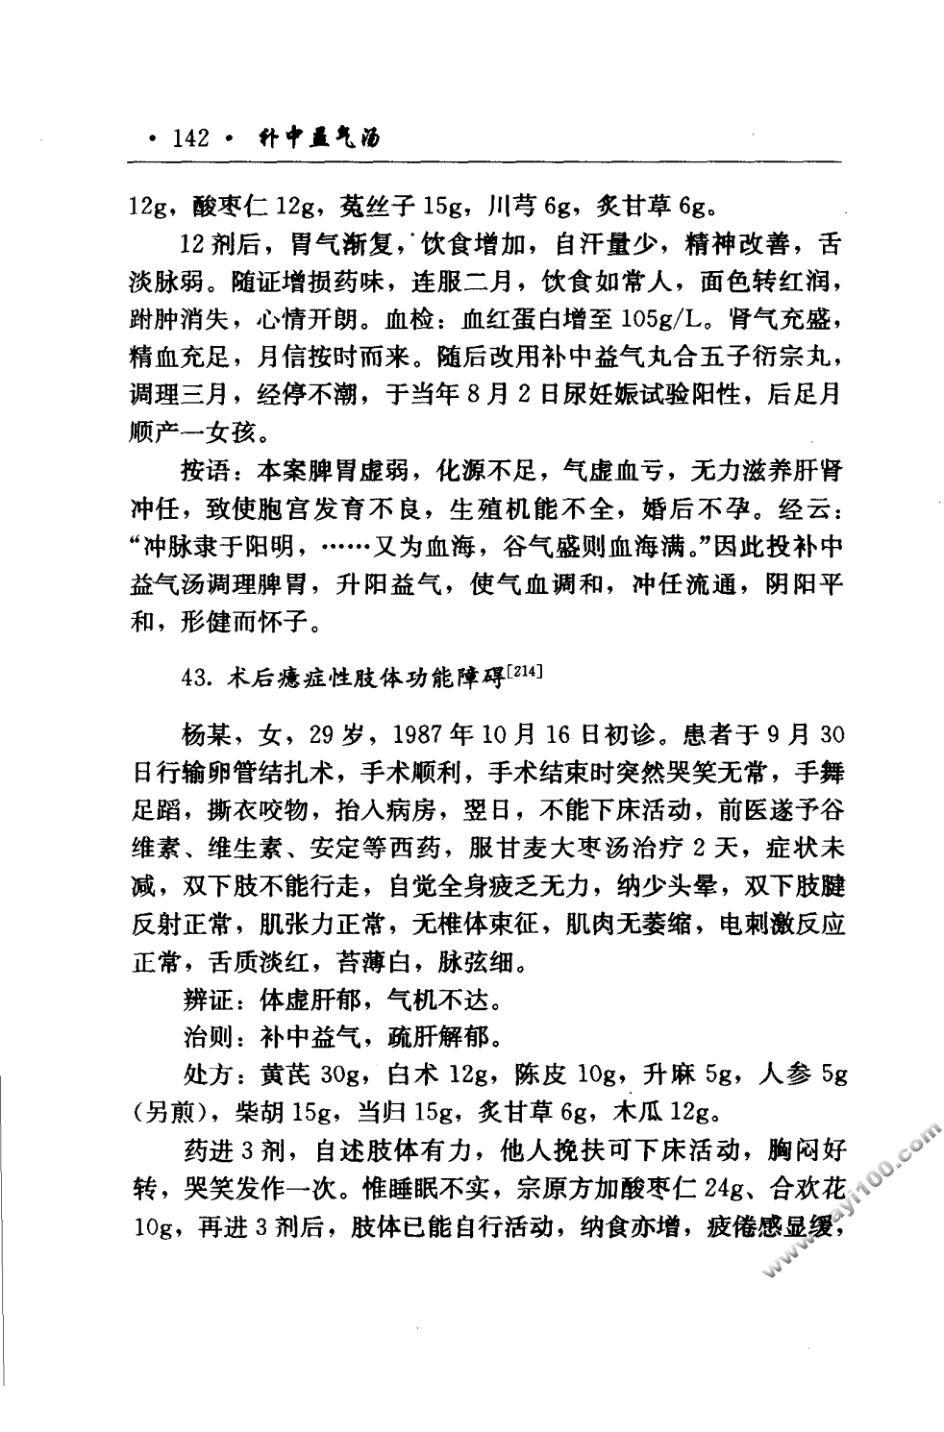 ·142· 补中益气汤
12g，酸枣仁 12g，菟丝子 15g，川芎 6g，炙甘草 6g。
12 剂后，胃气渐复，饮食增加，自汗量少，精神改善，舌
淡脉弱。随证增损药味，连服二月，饮食如常人，面色转红润，
跗肿消失，心情开朗。血检：血红蛋白增至 105g/L。肾气充盛，
精血充足，月信按时而来。随后改用补中益气丸合五子衍宗丸，
调理三月，经停不潮，于当年 8 月 2 日尿妊娠试验阳性，后足月
顺产一女孩。
按语：本案脾胃虚弱，化源不足，气虚血亏，无力滋养肝肾
冲任，致使胞宫发育不良，生殖机能不全，婚后不孕。经云：
“冲脉隶于阳明，……又为血海，谷气盛则血海满。”因此投补中
益气汤调理脾胃，升阳益气，使气血调和，冲任流通，阴阳平
和，形健而怀子。
43. 术后癔症性肢体功能障碍[214]
杨某，女，29 岁，1987 年 10 月 16 日初诊。患者于 9 月 30
日行输卵管结扎术，手术顺利，手术结束时突然哭笑无常，手舞
足蹈，撕衣咬物，抬入病房，翌日，不能下床活动，前医遂予谷
维素、维生素、安定等西药，服甘麦大枣汤治疗 2 天，症状未
减，双下肢不能行走，自觉全身疲乏无力，纳少头晕，双下肢腱
反射正常，肌张力正常，无椎体束征，肌肉无萎缩，电刺激反应
正常，舌质淡红，苔薄白，脉弦细。
辨证：体虚肝郁，气机不达。
治则：补中益气，疏肝解郁。
处方：黄芪 30g，白术 12g，陈皮 10g，升麻 5g，人参 5g
（另煎），柴胡 15g，当归 15g，炙甘草 6g，木瓜 12g。
药进 3 剂，自述肢体有力，他人搀扶可下床活动，胸闷好
转，哭笑发作一次。惟睡眠不实，宗原方加酸枣仁 24g、合欢花
10g，再进 3 剂后，肢体已能自行活动，纳食亦增，疲倦感显缓，